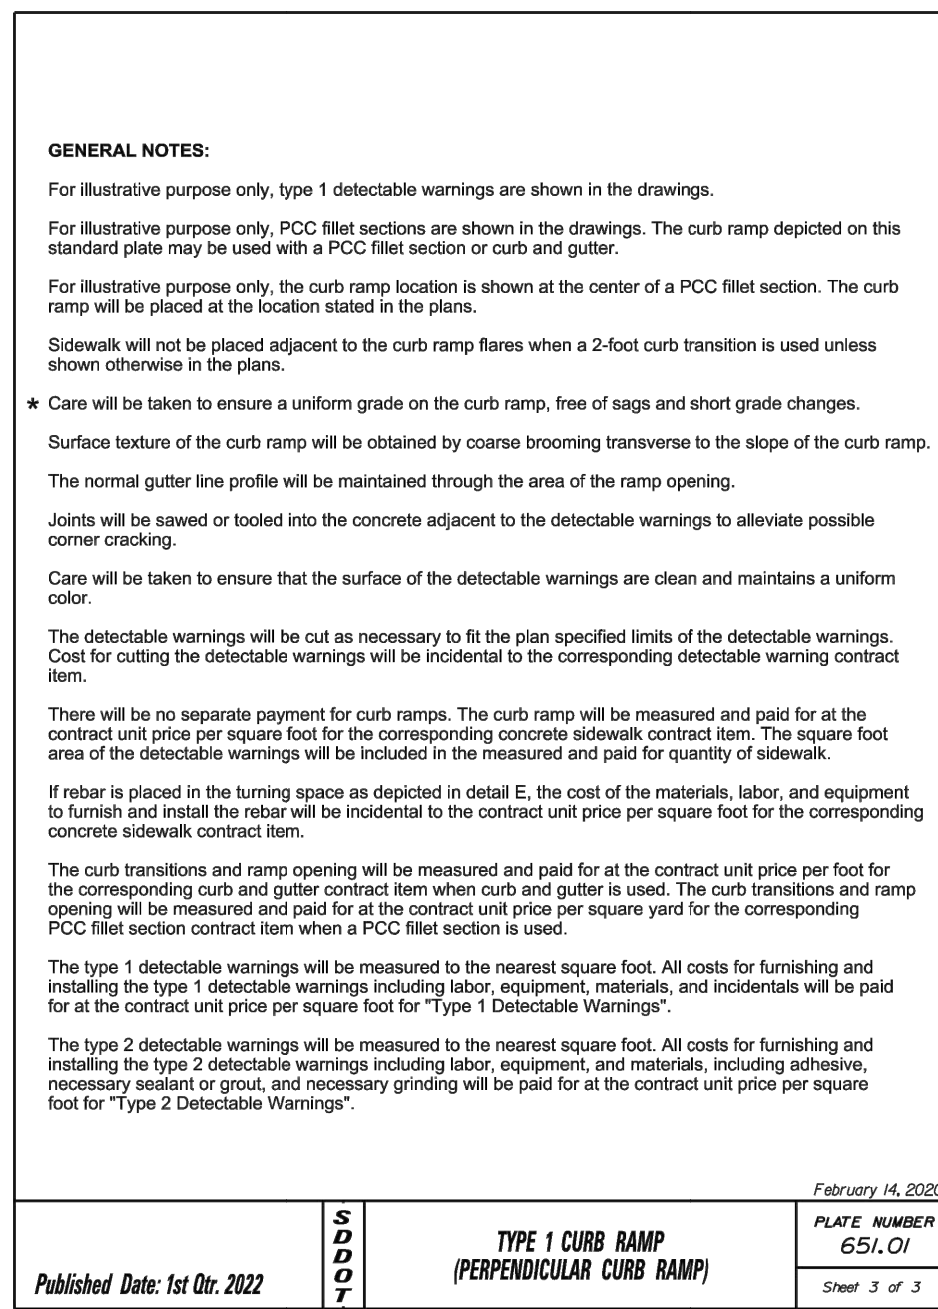 GENERAL NOTES:
For illustrative purpose only, type 1 detectable warnings are shown in the drawings.
For illustrative purpose only, PCC fillet sections are shown in the drawings. The curb ramp depicted on this
standard plate may be used with a PCC fillet section or curb and gutter.
For illustrative purpose only, the curb ramp location is shown at the center of a PCC fillet section. The curb
ramp will be placed at the location stated in the plans.
Sidewalk will not be placed adjacent to the curb ramp flares when a 2-foot curb transition is used unless
shown otherwise in the plans.
* Care will be taken to ensure a uniform grade on the curb ramp, free of sags and short grade changes.
Surface texture of the curb ramp will be obtained by coarse brooming transverse to the slope of the curb ramp.
The normal gutter line profile will be maintained through the area of the ramp opening.
Joints will be sawed or tooled into the concrete adjacent to the detectable warnings to alleviate possible
corner cracking.
Care will be taken to ensure that the surface of the detectable warnings are clean and maintains a uniform
color.
The detectable warnings will be cut as necessary to fit the plan specified limits of the detectable warnings.
Cost for cutting the detectable warnings will be incidental to the corresponding detectable warning contract
item.
There will be no separate payment for curb ramps. The curb ramp will be measured and paid for at the
contract unit price per square foot for the corresponding concrete sidewalk contract item. The square foot
area of the detectable warnings will be included in the measured and paid for quantity of sidewalk.
If rebar is placed in the turning space as depicted in detail E, the cost of the materials, labor, and equipment
to furnish and install the rebar will be incidental to the contract unit price per square foot for the corresponding
concrete sidewalk contract item.
The curb transitions and ramp opening will be measured and paid for at the contract unit price per foot for
the corresponding curb and gutter contract item when curb and gutter is used. The curb transitions and ramp
opening will be measured and paid for at the contract unit price per square yard for the corresponding
PCC fillet section contract item when a PCC fillet section is used.
The type 1 detectable warnings will be measured to the nearest square foot. All costs for furnishing and
installing the type 1 detectable warnings including labor, equipment, materials, and incidentals will be paid
for at the contract unit price per square foot for "Type 1 Detectable Warnings".
The type 2 detectable warnings will be measured to the nearest square foot. All costs for furnishing and
installing the type 2 detectable warnings including labor, equipment, and materials, including adhesive,
necessary sealant or grout, and necessary grinding will be paid for at the contract unit price per square
foot for "Type 2 Detectable Warnings".
February 14, 2020
Published Date: 1st Qtr. 2022
S
D
D
O
T
TYPE 1 CURB RAMP
(PERPENDICULAR CURB RAMP)
PLATE NUMBER
651.01
Sheet 3 of 3